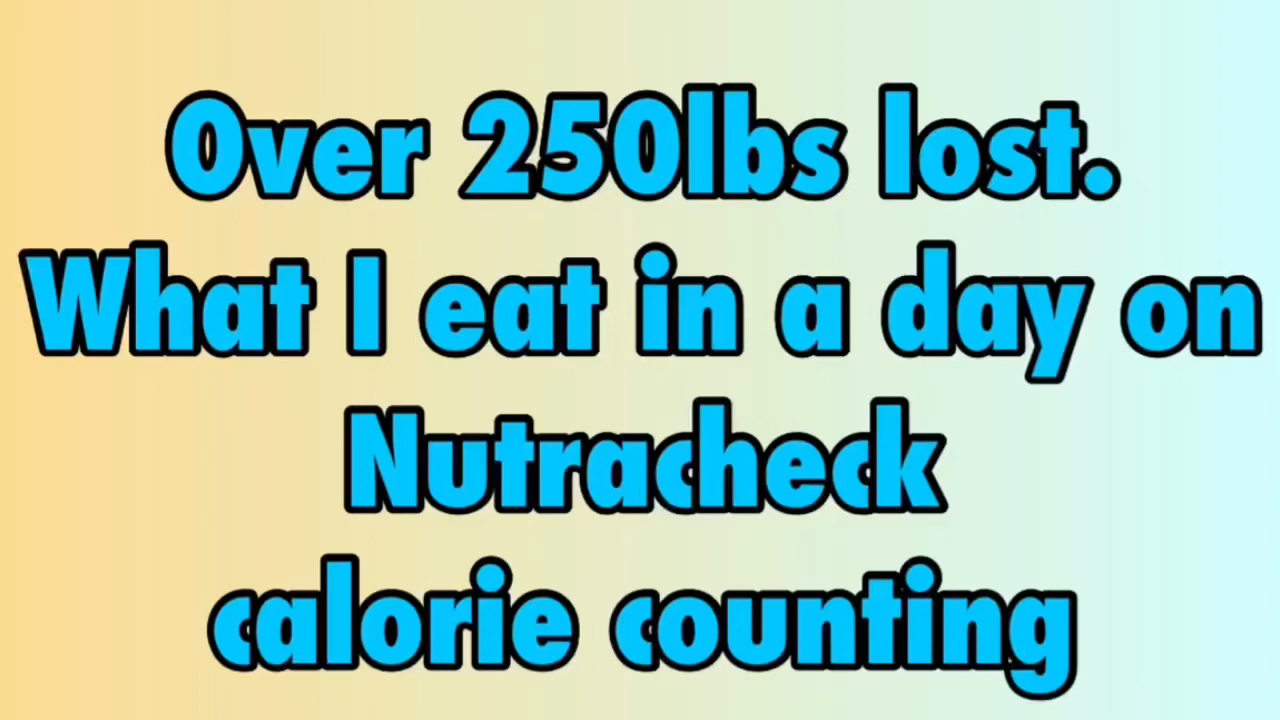 Over 250lbs lost.
What I eat in a day on
Nutracheck
calorie counting